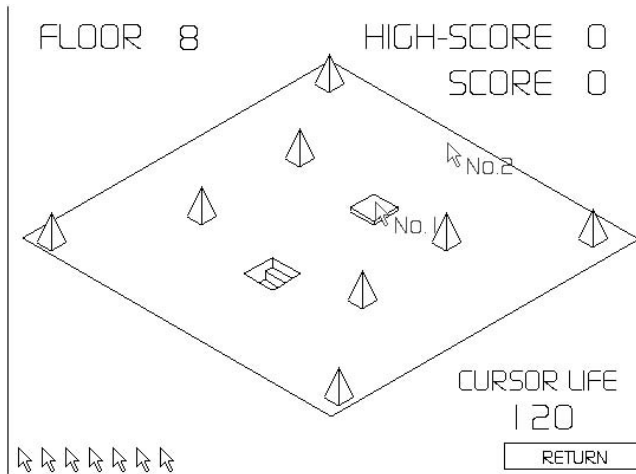 FLOOR 8
HIGH-SCORE 0
SCORE 0
No.2
No.1
CURSOR LIFE
120
RETURN